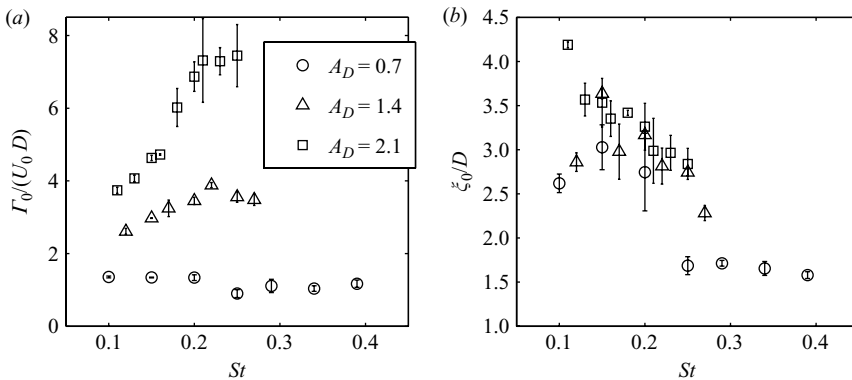 (a)
8
6
4
2
0
Γ0/(U0 D)
0.1
0.2
0.3
0.4
St
A_D = 0.7
A_D = 1.4
A_D = 2.1
(b)
4.5
4.0
3.5
3.0
2.5
2.0
1.5
1.0
ξ0/D
0.1
0.2
0.3
0.4
St